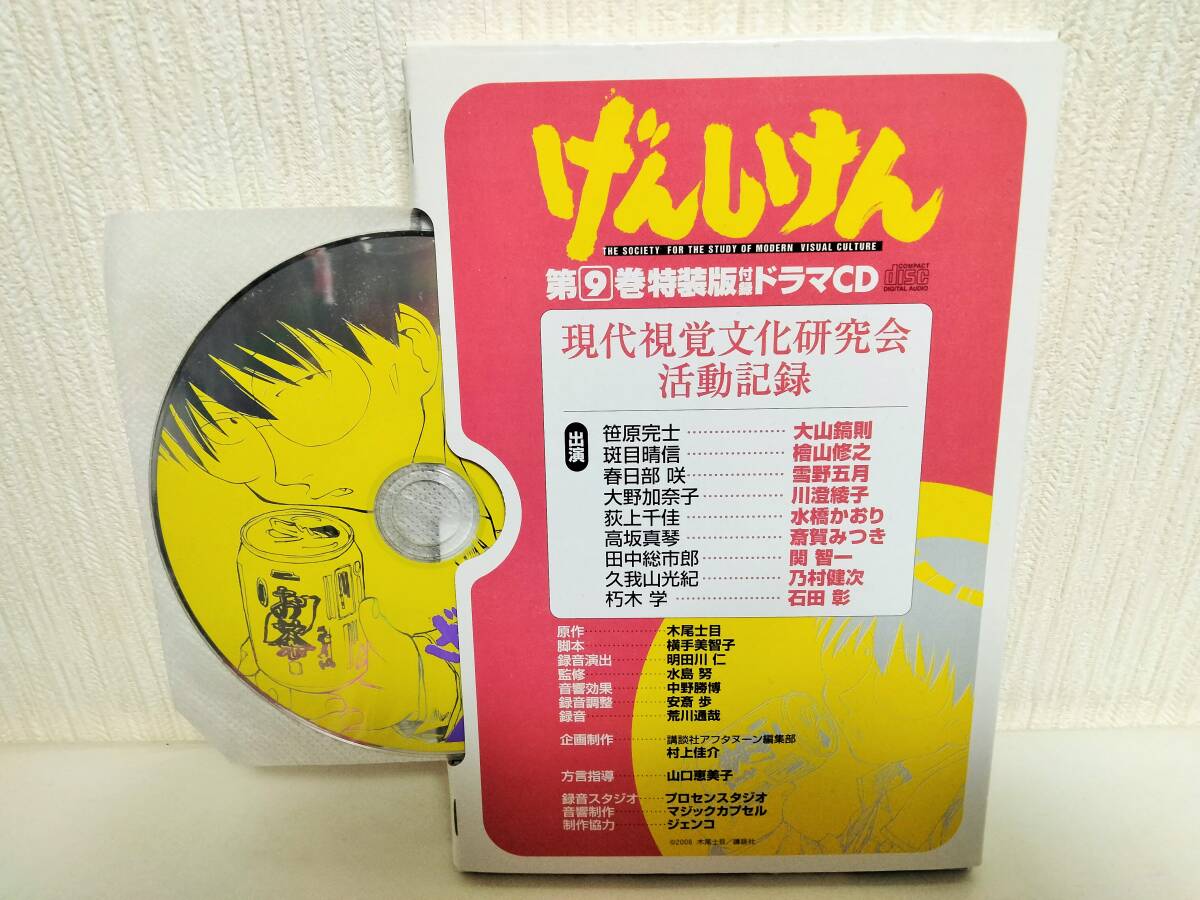 げんしけん
THE SOCIETY FOR THE STUDY OF MODERN VISUAL CULTURE
第9巻特装版付録ドラマCD
COMPACT
disc
DIGITAL AUDIO
現代視覚文化研究会
活動記録
出演
笹原完士………………大山鎬則
斑目晴信………………檜山修之
春日部 咲………………雪野五月
大野加奈子………………川澄綾子
荻上千佳………………水橋かおり
高坂真琴………………斎賀みつき
田中総市郎………………関 智一
久我山光紀………………乃村健次
朽木 学………………石田 彰
原作………………木尾士目
脚本………………横手美智子
録音演出………………明田川 仁
監修………………水島 努
音響効果………………中野勝博
録音調整………………安斎 歩
録音………………荒川通哉
企画制作………………講談社アフタヌーン編集部
村上佳介
方言指導………………山口恵美子
録音スタジオ………………プロセンスタジオ
音響制作………………マジックカプセル
制作協力………………ジェンコ
©2006 木尾士目／講談社
お茶